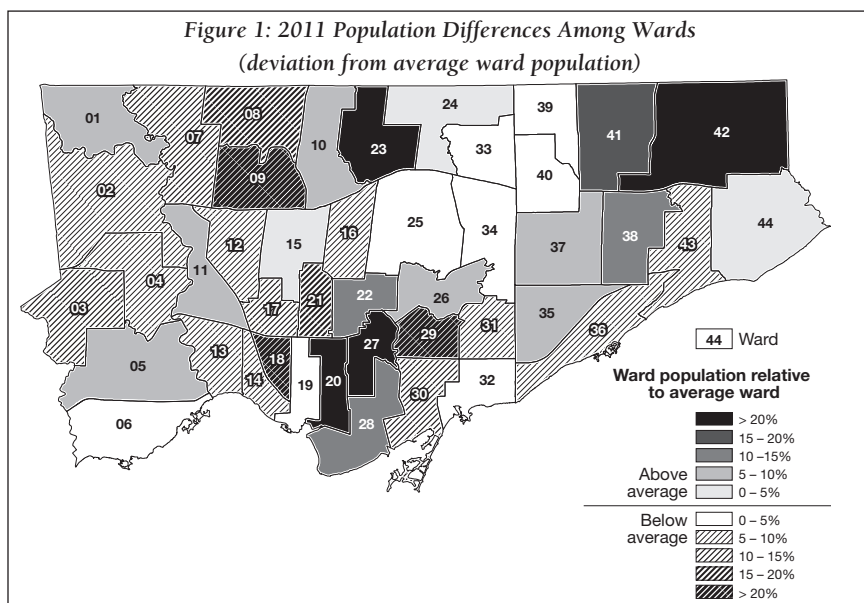 Figure 1: 2011 Population Differences Among Wards
(deviation from average ward population)
01
07
08
10
23
24
39
41
42
33
09
40
02
12
15
16
25
34
37
38
43
44
11
04
03
17
21
22
26
35
36
31
29
27
05
13
14
18
19
20
28
30
32
06
44 Ward
Ward population relative
to average ward
> 20%
15 – 20%
10 –15%
Above
average
5 – 10%
0 – 5%
Below
average
0 – 5%
5 – 10%
10 – 15%
15 – 20%
> 20%